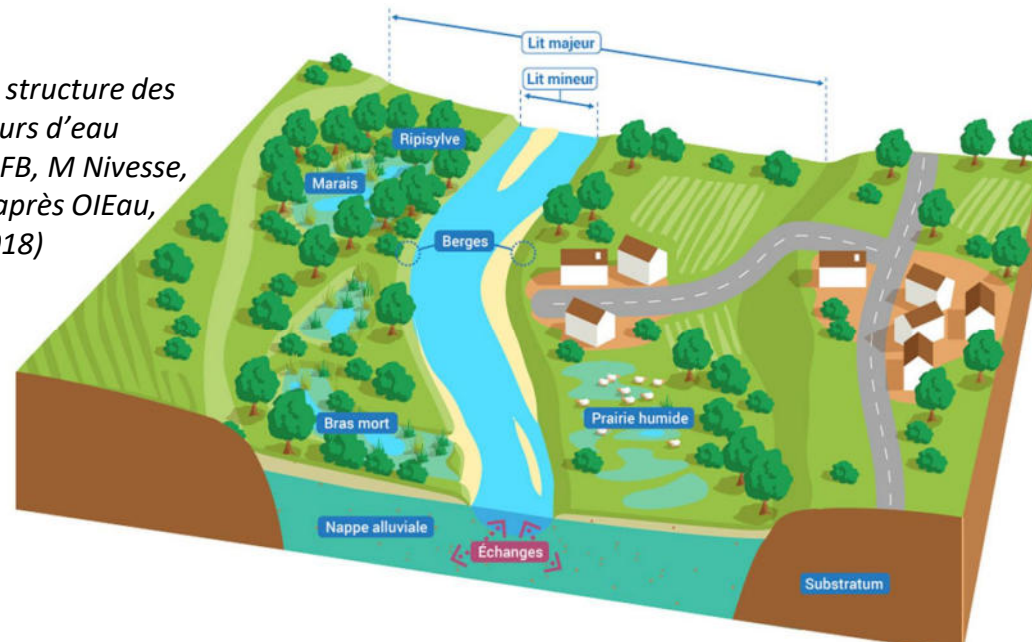 structure des
urs d'eau
FB, M Nivesse,
après OIEau,
018)
Lit majeur
Lit mineur
Ripisylve
Marais
Berges
Bras mort
Prairie humide
Nappe alluviale
Échanges
Substratum